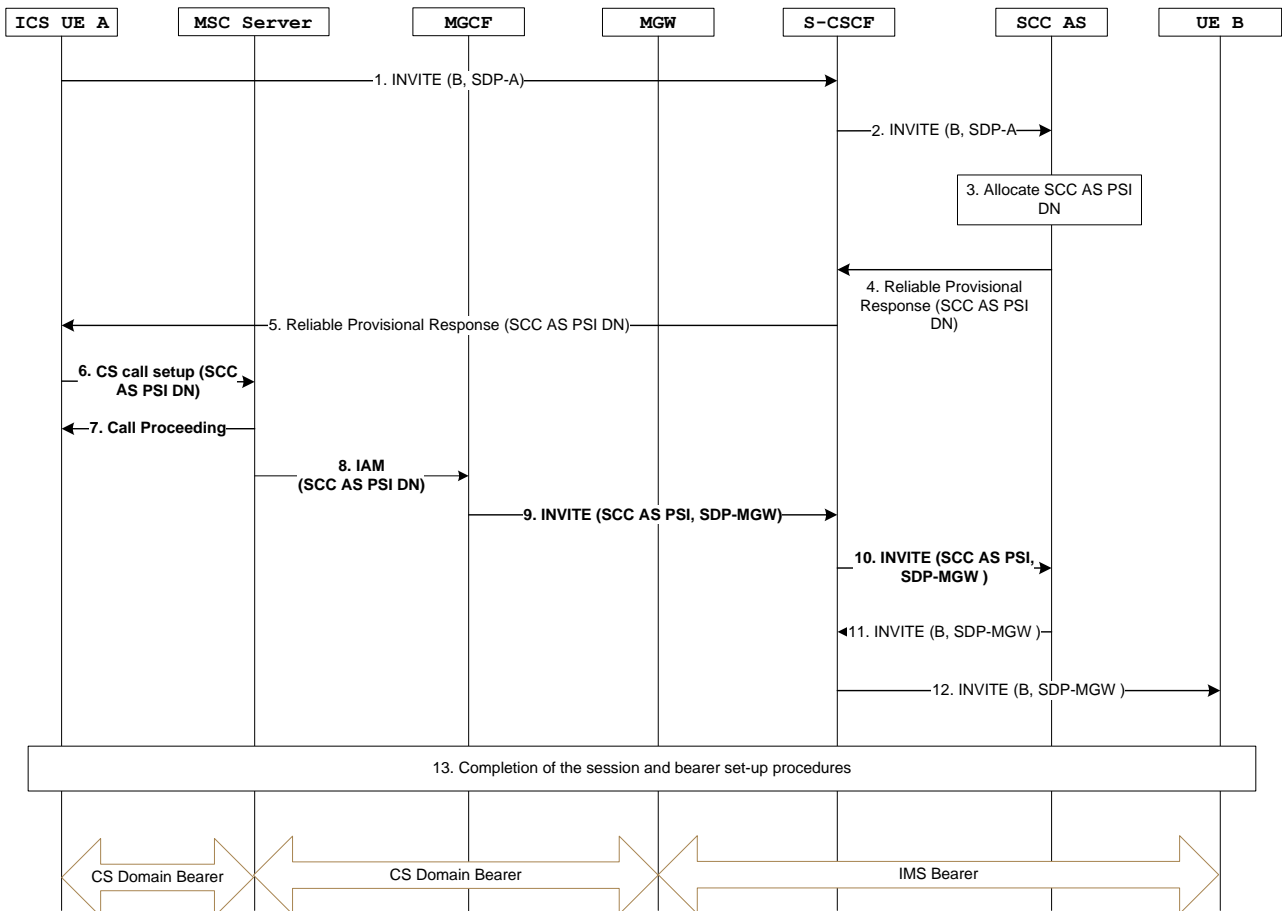 ICS UE A
MSC Server
MGCF
MGW
S-CSCF
SCC AS
UE B
1. INVITE (B, SDP-A)
2. INVITE (B, SDP-A
3. Allocate SCC AS PSI
DN
4. Reliable Provisional
Response (SCC AS PSI
DN)
5. Reliable Provisional Response (SCC AS PSI DN)
6. CS call setup (SCC
AS PSI DN)
7. Call Proceeding
8. IAM
(SCC AS PSI DN)
9. INVITE (SCC AS PSI, SDP-MGW)
10. INVITE (SCC AS PSI,
SDP-MGW )
11. INVITE (B, SDP-MGW )
12. INVITE (B, SDP-MGW )
13. Completion of the session and bearer set-up procedures
CS Domain Bearer
CS Domain Bearer
IMS Bearer